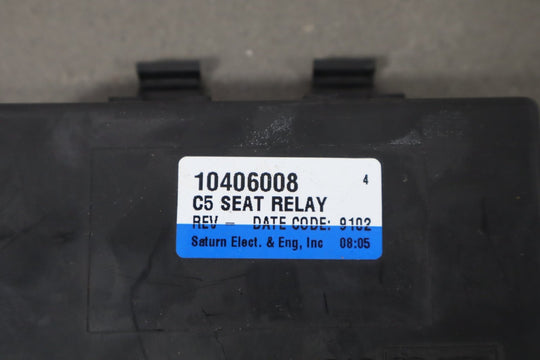 10406008 4
C5 SEAT RELAY
REV - DATE CODE: 9102
Saturn Elect. & Eng, Inc 08:05